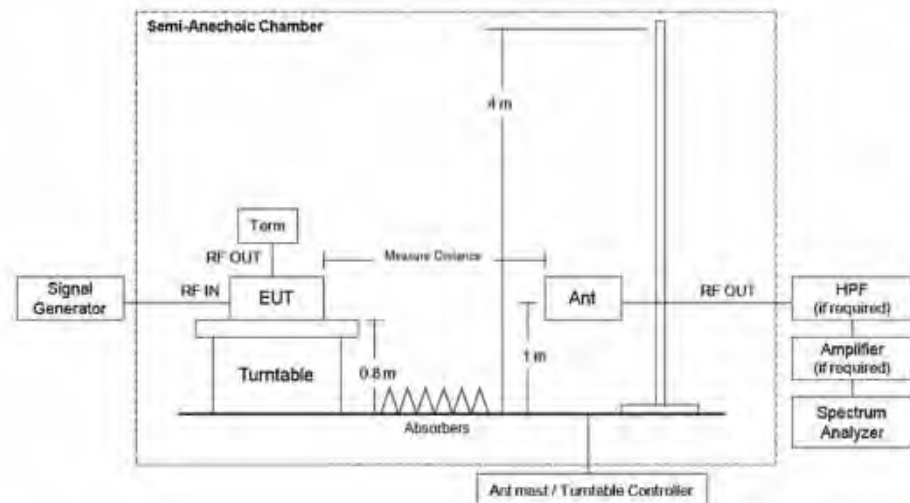 Semi-Anechoic Chamber
4 m
Term
RF OUT
Measure Distance
Signal
Generator
RF IN
EUT
Ant
RF OUT
HPF
(if required)
Turntable
0.8 m
1 m
Amplifier
(if required)
Absorbers
Spectrum
Analyzer
Ant mast / Turntable Controller